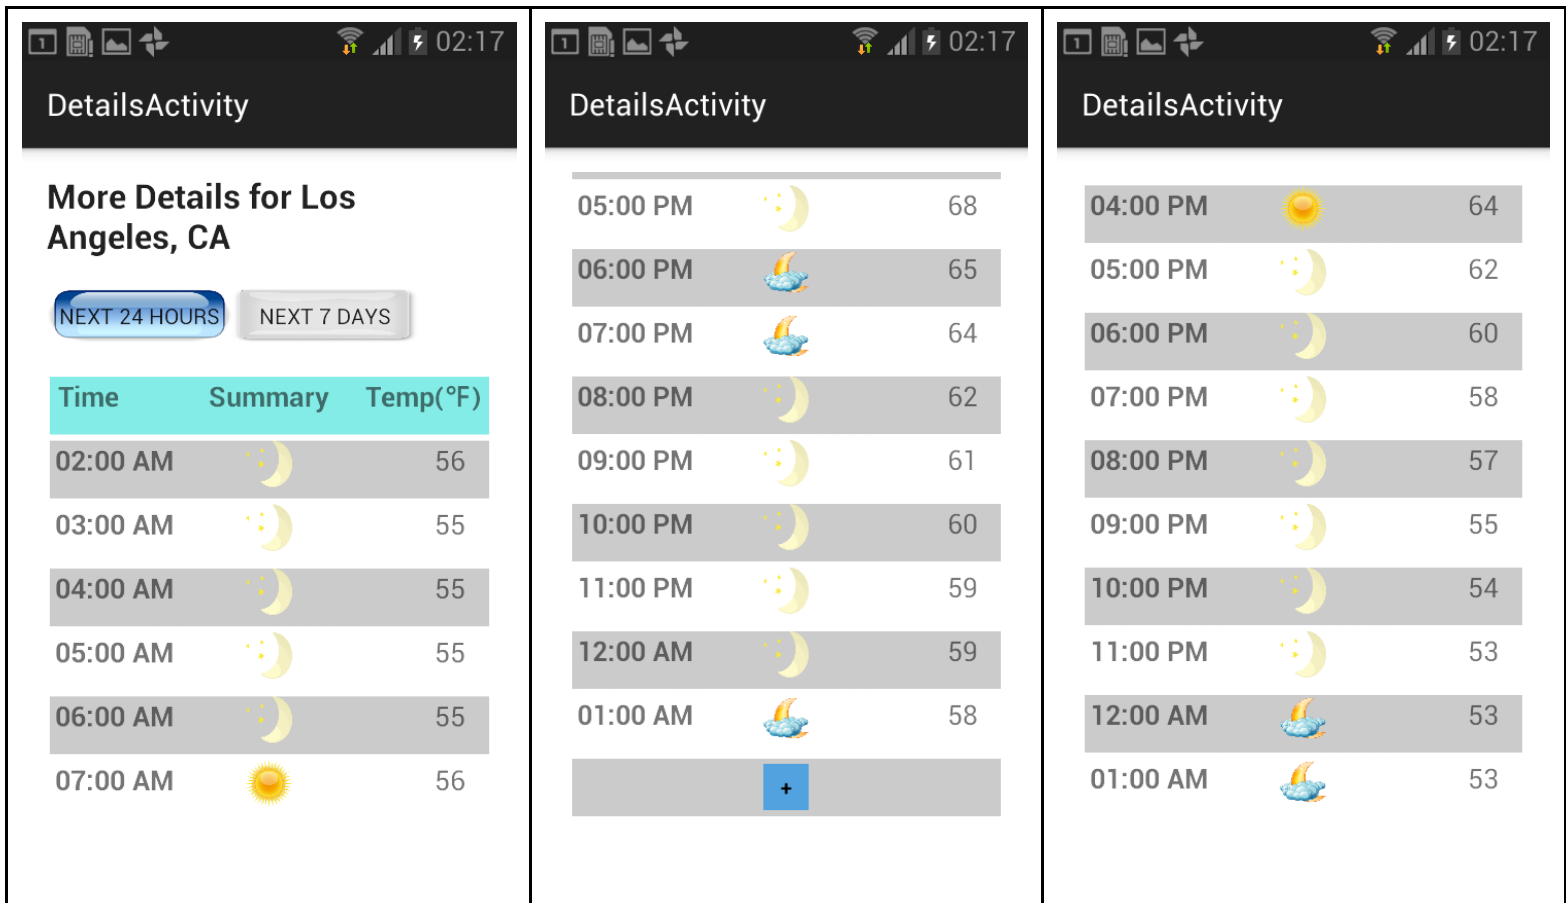 1 02:17
DetailsActivity
More Details for Los
Angeles, CA
NEXT 24 HOURS NEXT 7 DAYS
Time Summary Temp(°F)
02:00 AM 56
03:00 AM 55
04:00 AM 55
05:00 AM 55
06:00 AM 55
07:00 AM 56
1 02:17
DetailsActivity
05:00 PM 68
06:00 PM 65
07:00 PM 64
08:00 PM 62
09:00 PM 61
10:00 PM 60
11:00 PM 59
12:00 AM 59
01:00 AM 58
+
1 02:17
DetailsActivity
04:00 PM 64
05:00 PM 62
06:00 PM 60
07:00 PM 58
08:00 PM 57
09:00 PM 55
10:00 PM 54
11:00 PM 53
12:00 AM 53
01:00 AM 53